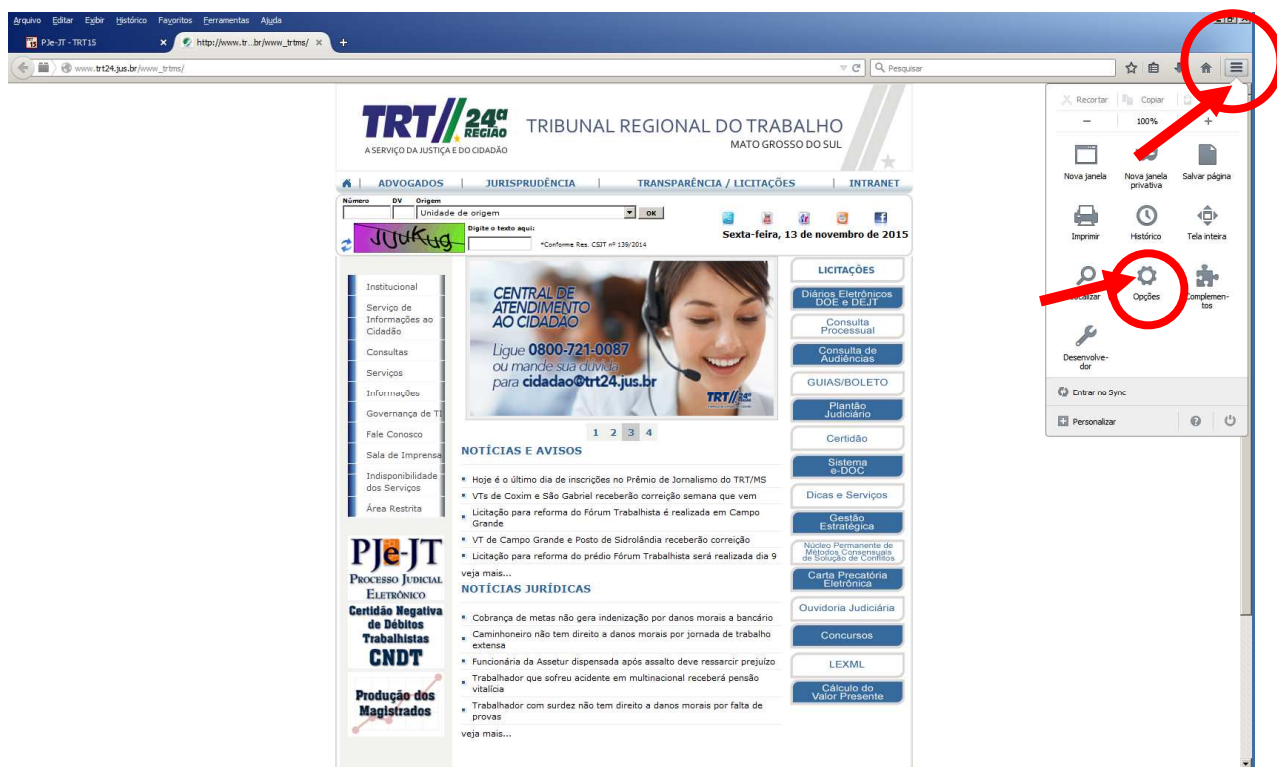 Arquivo Editar Exibir Histórico Favoritos Ferramentas Ajuda
PJe-JT - TRT15 × http://www.tr...br/www_trtms/ × +
www.trt24.jus.br/www_trtms/ Pesquisar
Recortar Copiar
− 100% +
Nova janela Nova janela privativa Salvar página
Imprimir Histórico Tela inteira
Localizar Opções Complemen-
tos
Desenvolve-
dor
Entrar no Sync
Personalizar
TRT// 24ª REGIÃO
A SERVIÇO DA JUSTIÇA E DO CIDADÃO
TRIBUNAL REGIONAL DO TRABALHO
MATO GROSSO DO SUL
ADVOGADOS | JURISPRUDÊNCIA | TRANSPARÊNCIA / LICITAÇÕES | INTRANET
Número DV Origem
Unidade de origem OK
JUUKug
Digite o texto aqui:
*Conforme Res. CSJT nº 139/2014
Sexta-feira, 13 de novembro de 2015
Institucional
Serviço de
Informações ao
Cidadão
Consultas
Serviços
Informações
Governança de TI
Fale Conosco
Sala de Imprensa
Indisponibilidade
dos Serviços
Área Restrita
PJe-JT
PROCESSO JUDICIAL
ELETRÔNICO
Certidão Negativa
de Débitos
Trabalhistas
CNDT
Produção dos
Magistrados
CENTRAL DE
ATENDIMENTO
AO CIDADÃO
Ligue 0800-721-0087
ou mande sua dúvida
para cidadao@trt24.jus.br
TRT// 24ª
1 2 3 4
NOTÍCIAS E AVISOS
Hoje é o último dia de inscrições no Prêmio de Jornalismo do TRT/MS
VTs de Coxim e São Gabriel receberão correição semana que vem
Licitação para reforma do Fórum Trabalhista é realizada em Campo
Grande
VT de Campo Grande e Posto de Sidrolândia receberão correição
Licitação para reforma do prédio Fórum Trabalhista será realizada dia 9
veja mais...
NOTÍCIAS JURÍDICAS
Cobrança de metas não gera indenização por danos morais a bancário
Caminhoneiro não tem direito a danos morais por jornada de trabalho
extensa
Funcionária da Assetur dispensada após assalto deve ressarcir prejuízo
Trabalhador que sofreu acidente em multinacional receberá pensão
vitalícia
Trabalhador com surdez não tem direito a danos morais por falta de
provas
veja mais...
LICITAÇÕES
Diários Eletrônicos
DOE e DEJT
Consulta
Processual
Consulta de
Audiências
GUIAS/BOLETO
Plantão
Judiciário
Certidão
Sistema
e-DOC
Dicas e Serviços
Gestão
Estratégica
Núcleo Permanente de
Métodos Consensuais
de Solução de Conflitos
Carta Precatória
Eletrônica
Ouvidoria Judiciária
Concursos
LEXML
Cálculo do
Valor Presente